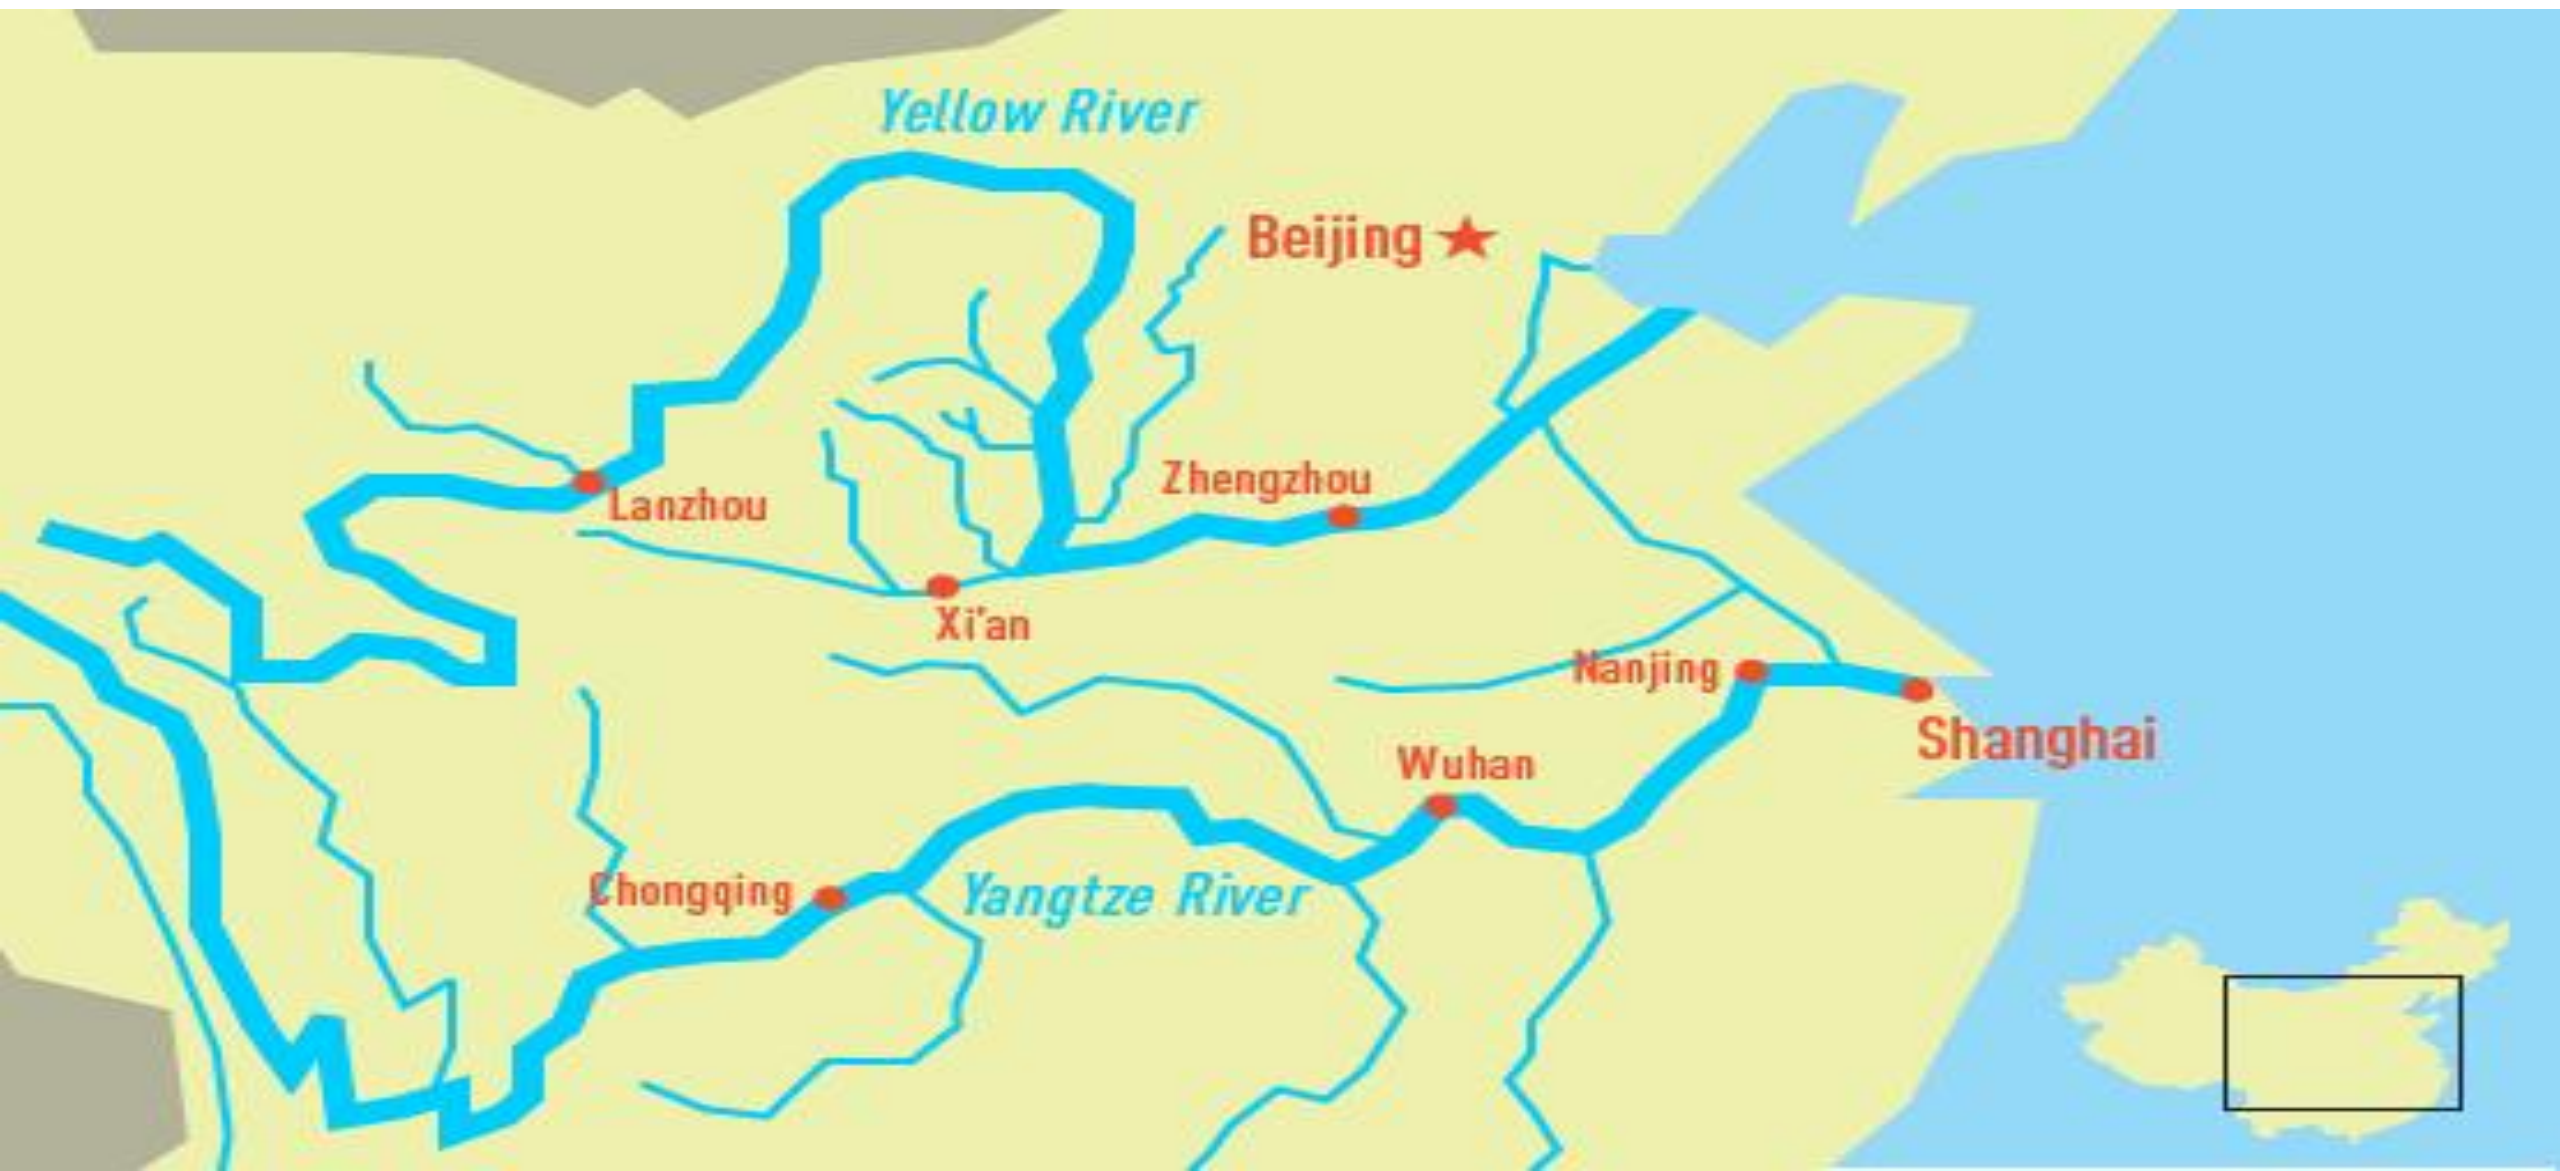 Yellow River
Beijing
Zhengzhou
Lanzhou
Xi'an
Nanjing
Shanghai
Wuhan
Chongqing
Yangtze River